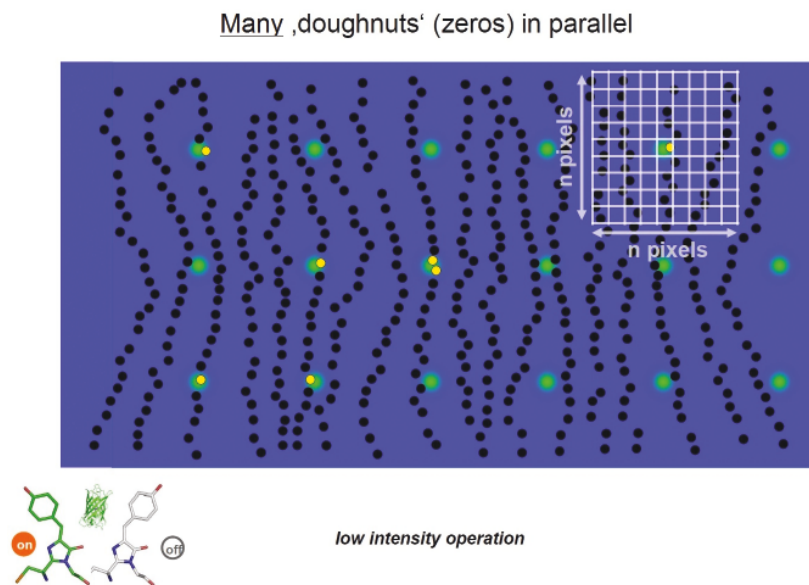 Many ‚doughnuts‘ (zeros) in parallel
n pixels
n pixels
on
off
low intensity operation